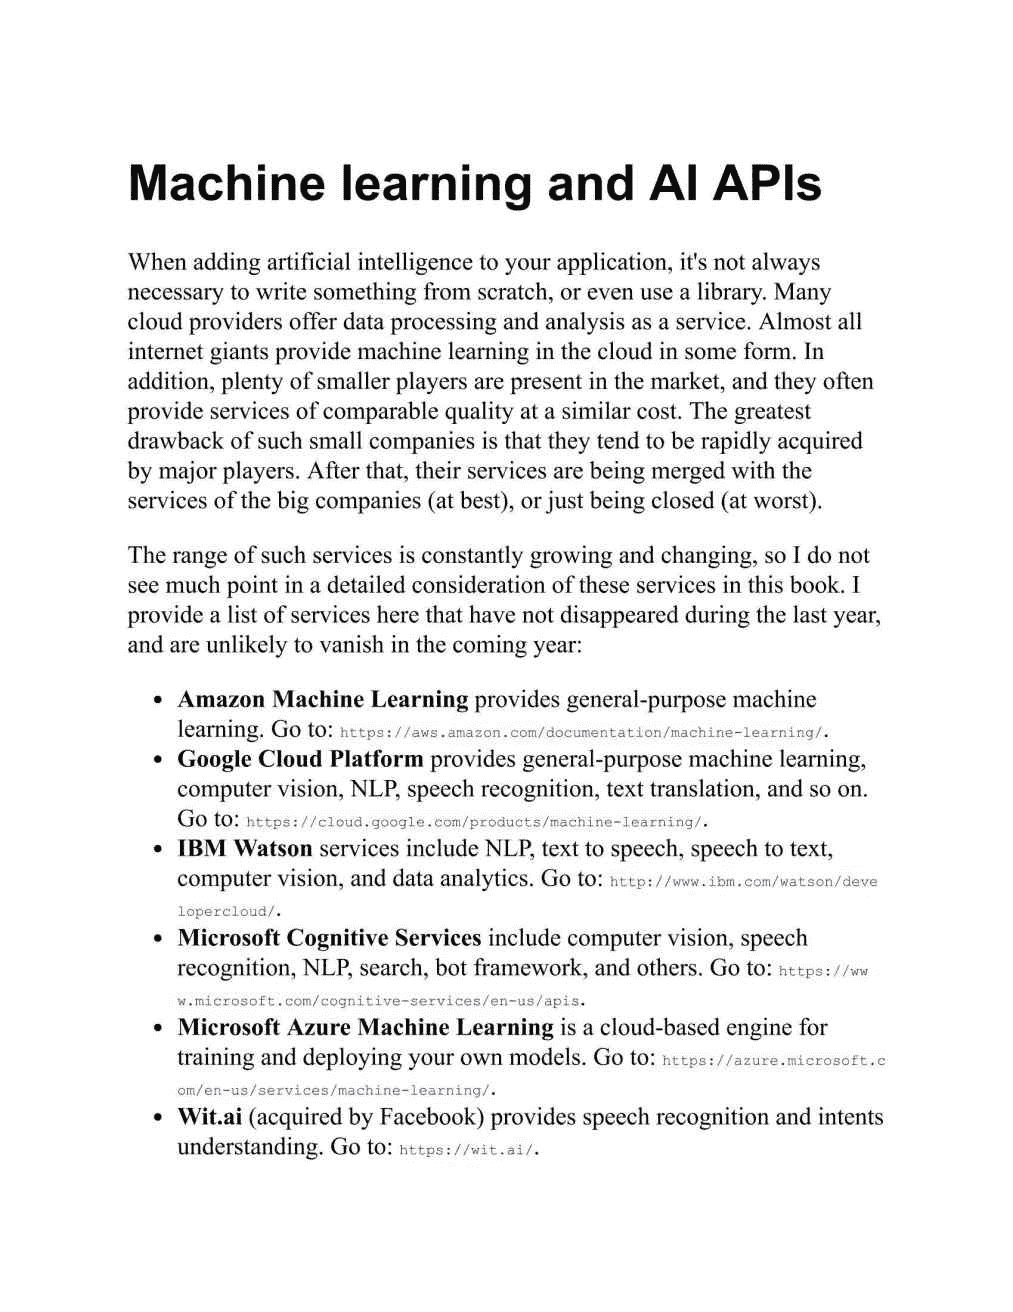 Machine learning and AI APIs
When adding artificial intelligence to your application, it's not always
necessary to write something from scratch, or even use a library. Many
cloud providers offer data processing and analysis as a service. Almost all
internet giants provide machine learning in the cloud in some form. In
addition, plenty of smaller players are present in the market, and they often
provide services of comparable quality at a similar cost. The greatest
drawback of such small companies is that they tend to be rapidly acquired
by major players. After that, their services are being merged with the
services of the big companies (at best), or just being closed (at worst).
The range of such services is constantly growing and changing, so I do not
see much point in a detailed consideration of these services in this book. I
provide a list of services here that have not disappeared during the last year,
and are unlikely to vanish in the coming year:
• Amazon Machine Learning provides general-purpose machine
learning. Go to: https://aws.amazon.com/documentation/machine-learning/.
• Google Cloud Platform provides general-purpose machine learning,
computer vision, NLP, speech recognition, text translation, and so on.
Go to: https://cloud.google.com/products/machine-learning/.
• IBM Watson services include NLP, text to speech, speech to text,
computer vision, and data analytics. Go to: http://www.ibm.com/watson/deve
lopercloud/.
• Microsoft Cognitive Services include computer vision, speech
recognition, NLP, search, bot framework, and others. Go to: https://ww
w.microsoft.com/cognitive-services/en-us/apis.
• Microsoft Azure Machine Learning is a cloud-based engine for
training and deploying your own models. Go to: https://azure.microsoft.c
om/en-us/services/machine-learning/.
• Wit.ai (acquired by Facebook) provides speech recognition and intents
understanding. Go to: https://wit.ai/.